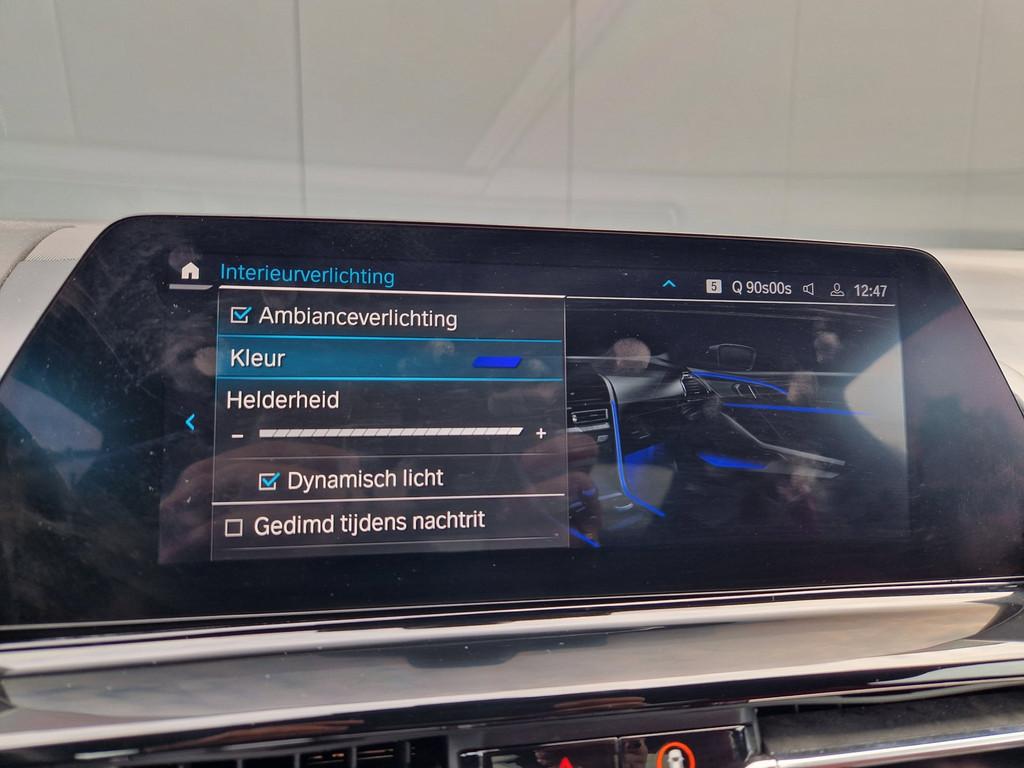 Interieurverlichting
5 Q 90s00s 12:47
Ambianceverlichting
Kleur
Helderheid
- +
Dynamisch licht
Gedimd tijdens nachtrit